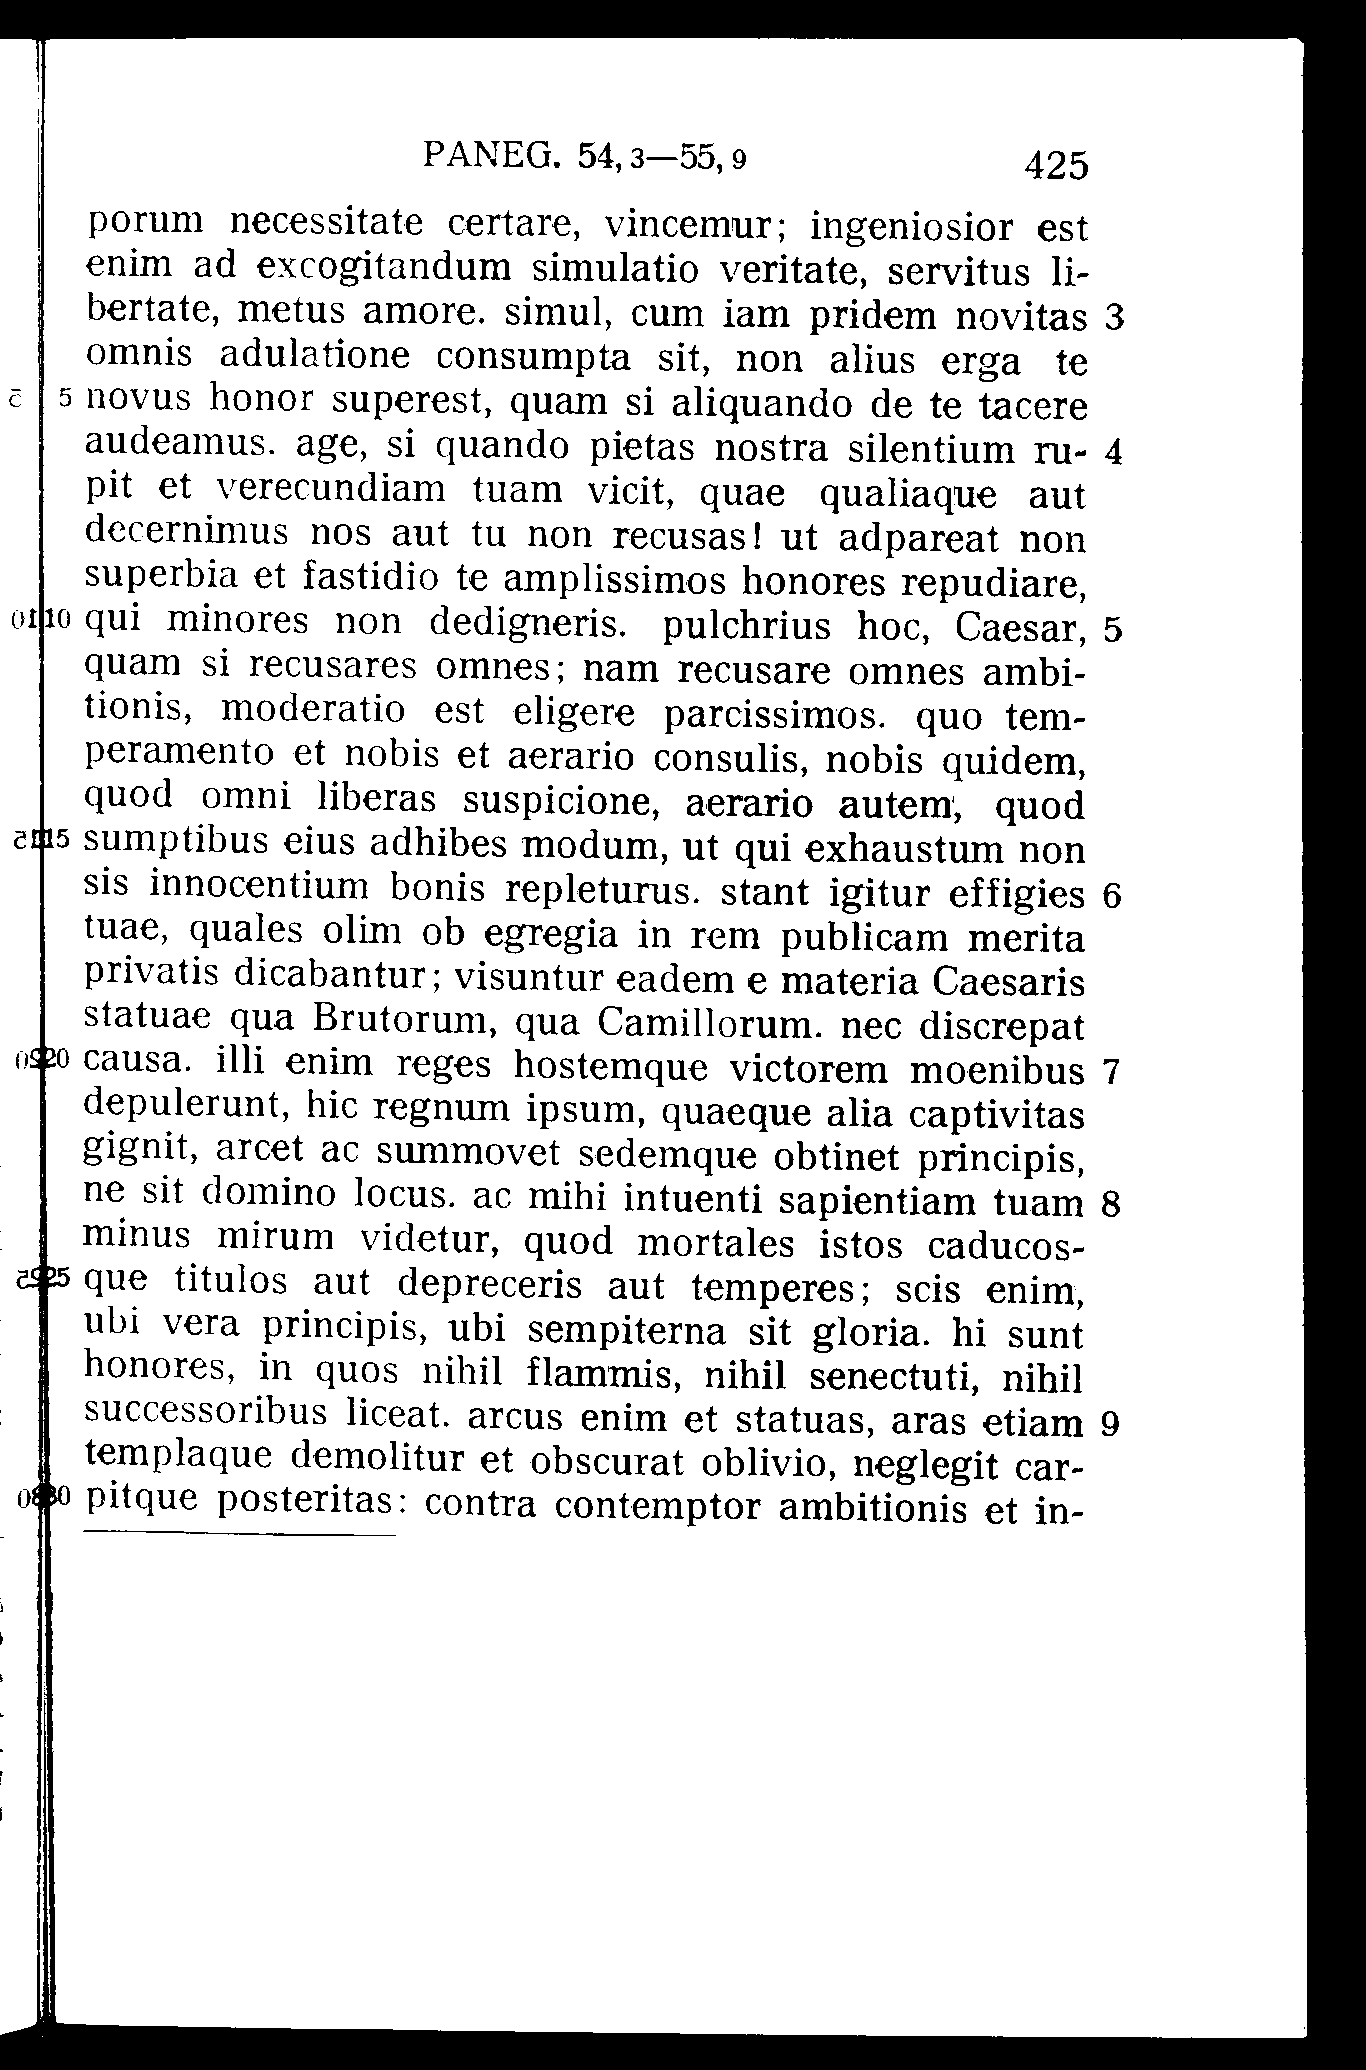 PANEG. 54, 3—55, 9 425
porum necessitate certare, vincemur; ingeniosior est
enim ad excogitandum simulatio veritate, servitus li-
bertate, metus amore. simul, cum iam pridem novitas 3
omnis adulatione consumpta sit, non alius erga te
5 novus honor superest, quam si aliquando de te tacere
audeamus. age, si quando pietas nostra silentium ru- 4
pit et verecundiam tuam vicit, quae qualiaque aut
decernimus nos aut tu non recusas! ut adpareat non
superbia et fastidio te amplissimos honores repudiare,
10 qui minores non dedigneris. pulchrius hoc, Caesar, 5
quam si recusares omnes; nam recusare omnes ambi-
tionis, moderatio est eligere parcissimos. quo tem-
peramento et nobis et aerario consulis, nobis quidem,
quod omni liberas suspicione, aerario autem, quod
15 sumptibus eius adhibes modum, ut qui exhaustum non
sis innocentium bonis repleturus. stant igitur effigies 6
tuae, quales olim ob egregia in rem publicam merita
privatis dicabantur; visuntur eadem e materia Caesaris
statuae qua Brutorum, qua Camillorum. nec discrepat
20 causa. illi enim reges hostemque victorem moenibus 7
depulerunt, hic regnum ipsum, quaeque alia captivitas
gignit, arcet ac summovet sedemque obtinet principis,
ne sit domino locus. ac mihi intuenti sapientiam tuam 8
minus mirum videtur, quod mortales istos caducos-
25 que titulos aut depreceris aut temperes; scis enim,
ubi vera principis, ubi sempiterna sit gloria. hi sunt
honores, in quos nihil flammis, nihil senectuti, nihil
successoribus liceat. arcus enim et statuas, aras etiam 9
templaque demolitur et obscurat oblivio, neglegit car-
30 pitque posteritas: contra contemptor ambitionis et in-